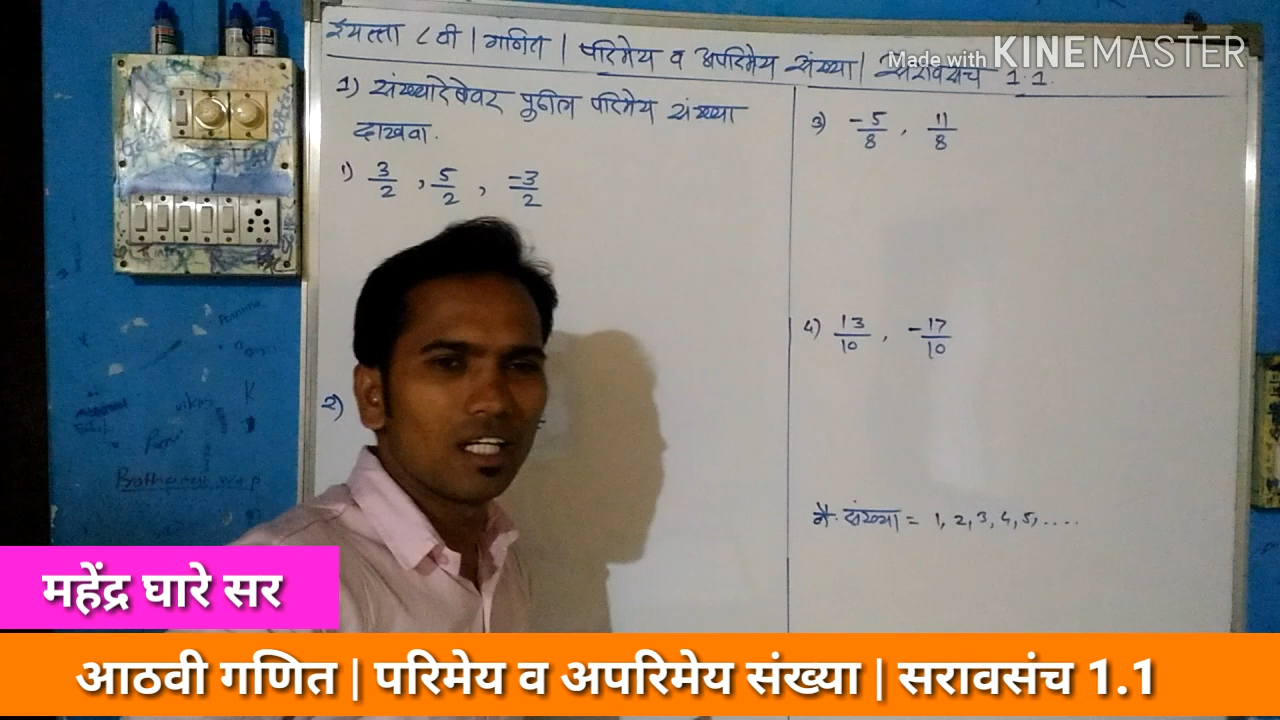 इयत्ता ८ वी | गणित | परिमेय व अपरिमेय संख्या | सरावसंच 1.1.
Made with KINEMASTER
1) संख्यारेषेवर पुढील परिमेय संख्या
दाखवा.
1) 3/2 , 5/2 , -3/2
2)
3) -5/8 , 11/8
4) 13/10 , -17/10
नै. संख्या = 1, 2, 3, 4, 5, ....
K
महेंद्र घारे सर
आठवी गणित | परिमेय व अपरिमेय संख्या | सरावसंच 1.1